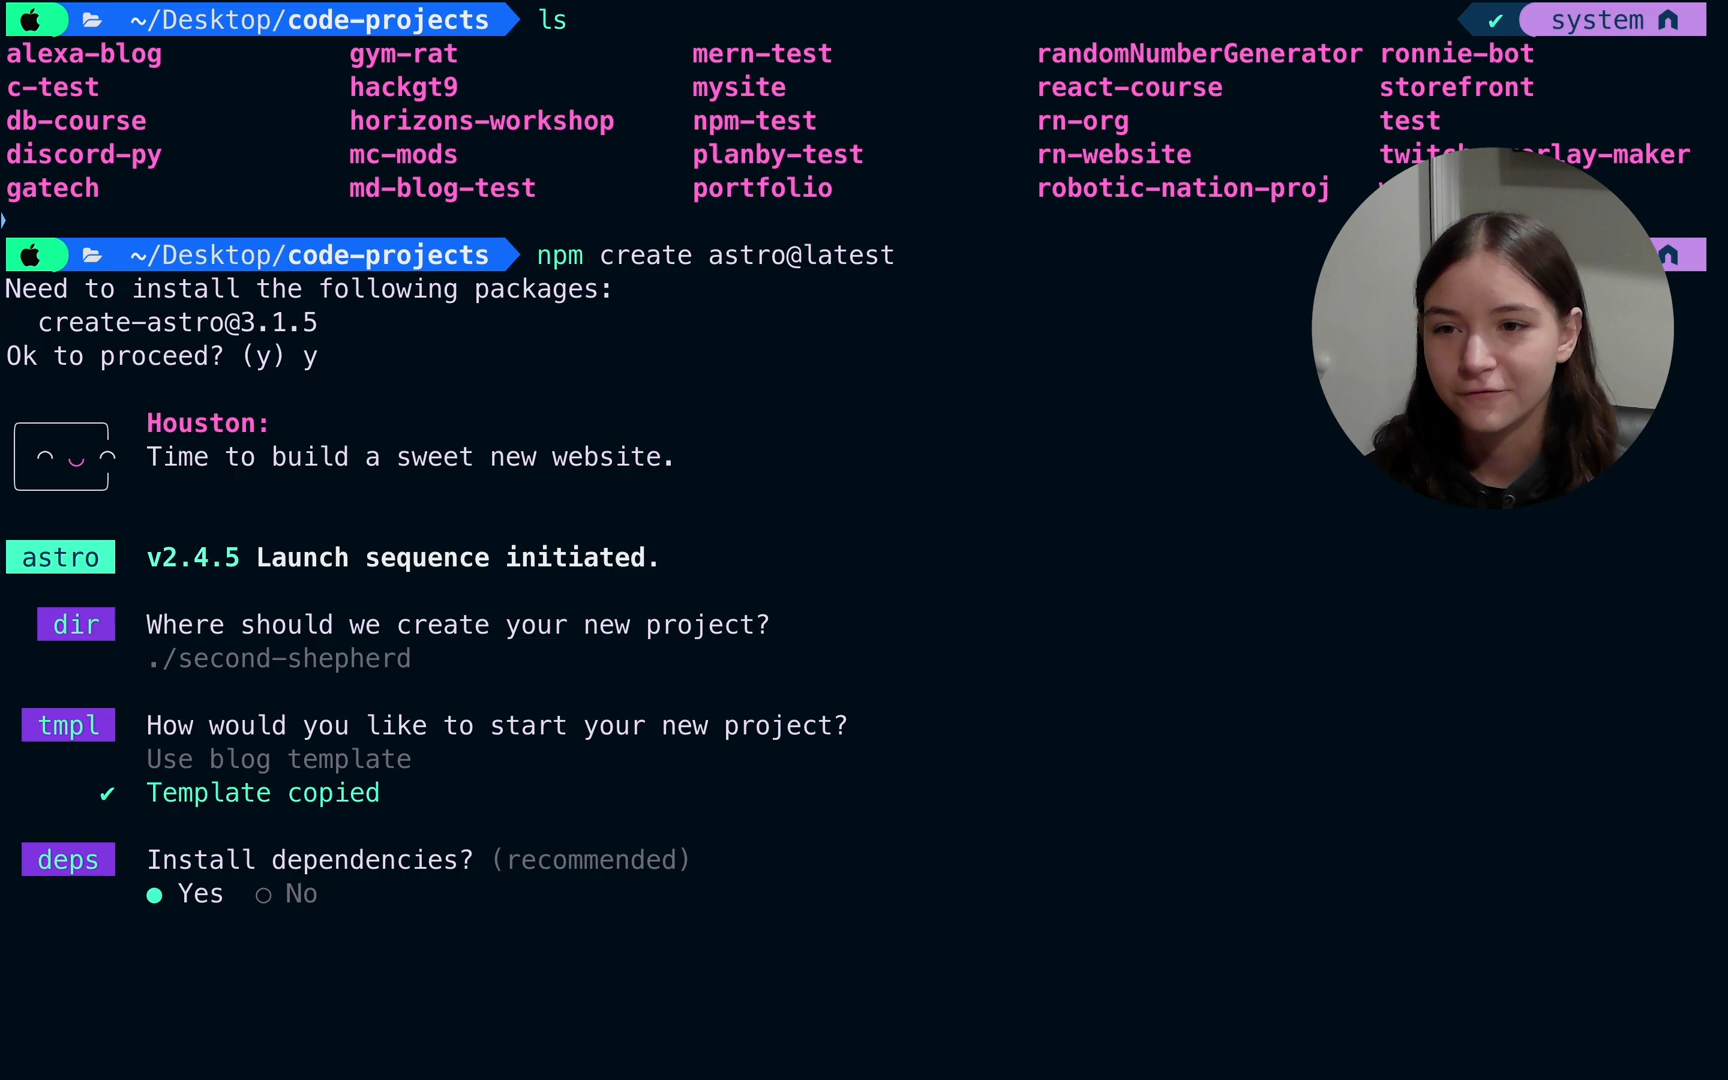 ~/Desktop/code-projects ls ✔ system
alexa-blog gym-rat mern-test randomNumberGenerator ronnie-bot
c-test hackgt9 mysite react-course storefront
db-course horizons-workshop npm-test rn-org test
discord-py mc-mods planby-test rn-website
gatech md-blog-test portfolio robotic-nation-proj
~/Desktop/code-projects npm create astro@latest
Need to install the following packages:
create-astro@3.1.5
Ok to proceed? (y) y
Houston:
Time to build a sweet new website.
astro v2.4.5 Launch sequence initiated.
dir Where should we create your new project?
./second-shepherd
tmpl How would you like to start your new project?
Use blog template
✔ Template copied
deps Install dependencies? (recommended)
● Yes ○ No